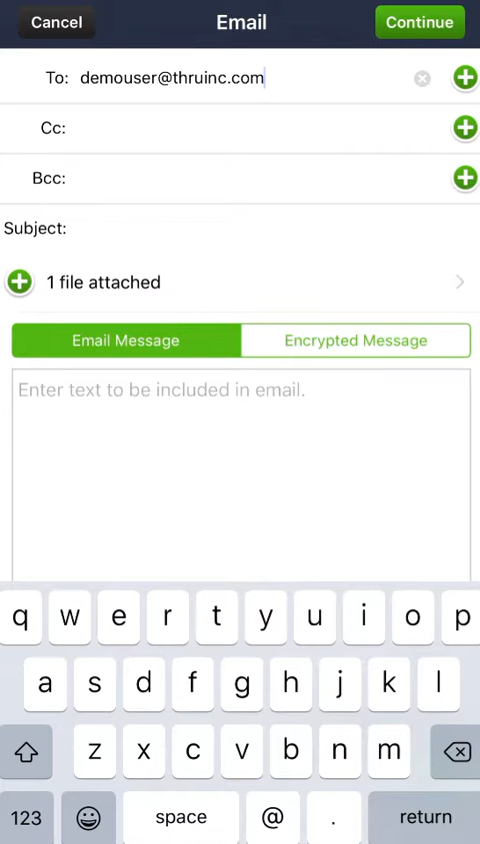 Cancel Email Continue
To: demouser@thruinc.com
Cc:
Bcc:
Subject:
1 file attached
Email Message Encrypted Message
Enter text to be included in email.
q w e r t y u i o p
a s d f g h j k l
z x c v b n m
123 space @ . return